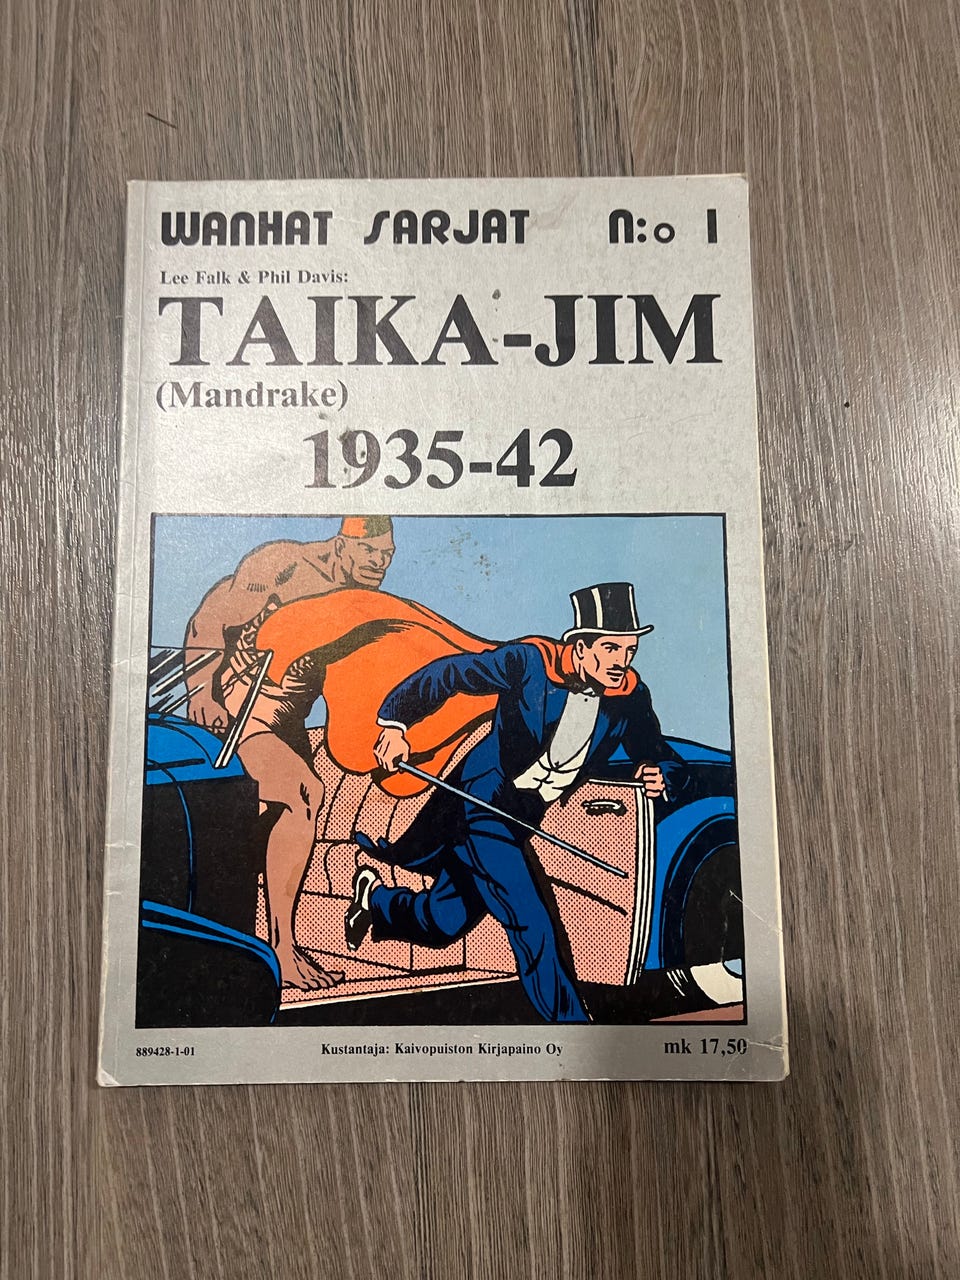 WANHAT SARJAT N:o 1
Lee Falk & Phil Davis:
TAIKA-JIM
(Mandrake)
1935-42
889428-1-01
Kustantaja: Kaivopuiston Kirjapaino Oy
mk 17,50